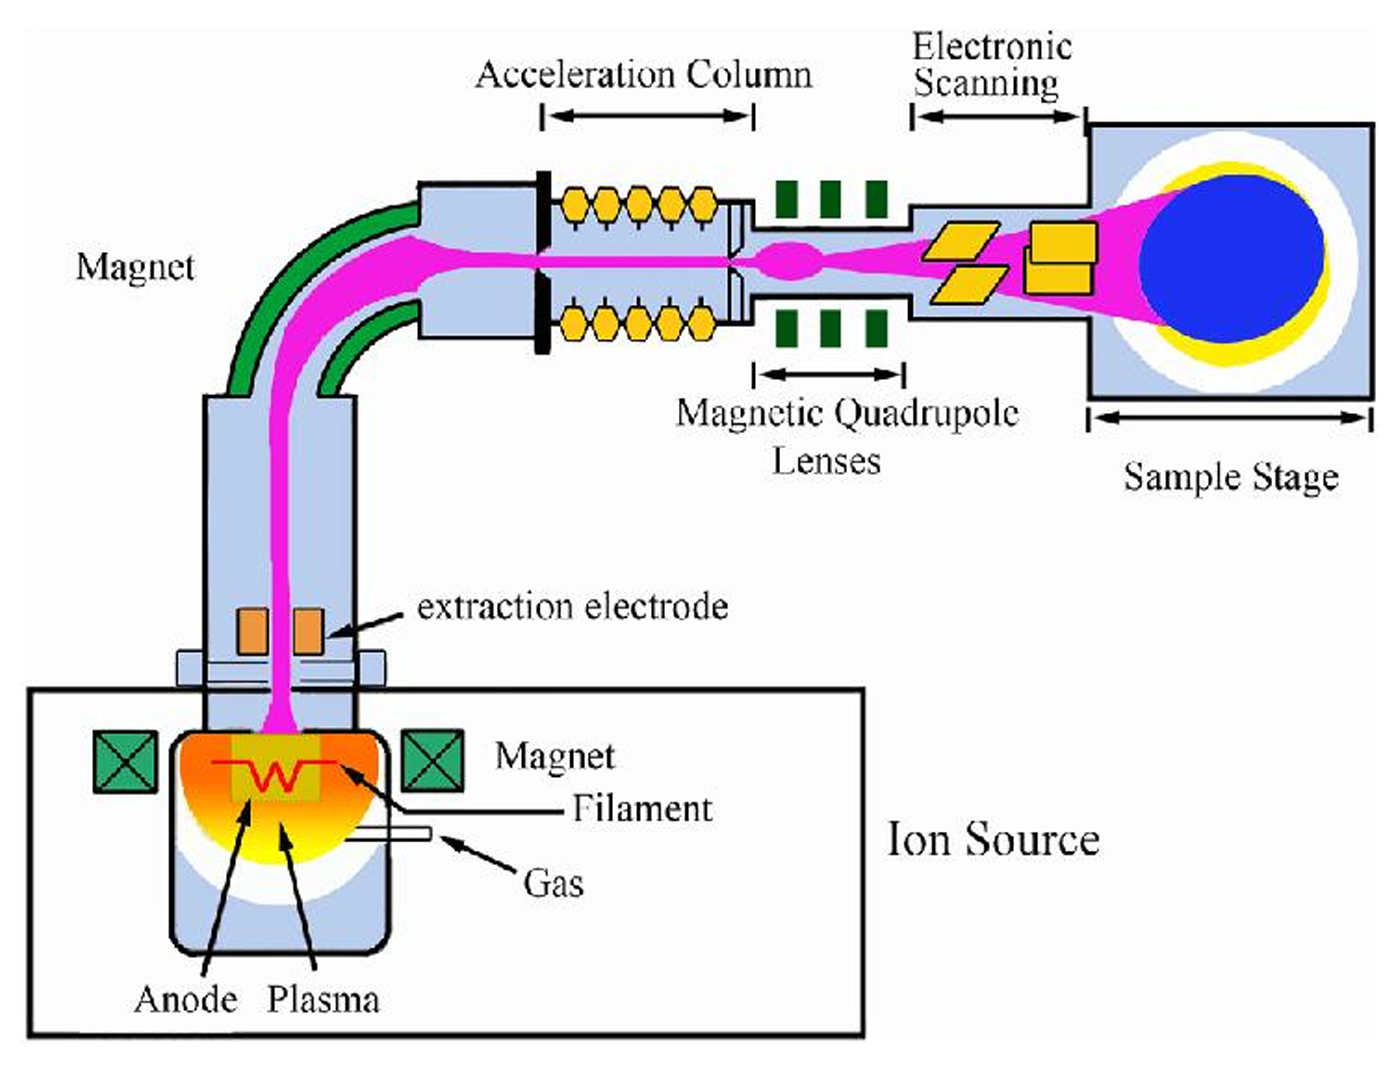 Electronic
Scanning
Acceleration Column
Magnet
Magnetic Quadrupole
Lenses
Sample Stage
extraction electrode
Magnet
Filament
Ion Source
Gas
Anode
Plasma